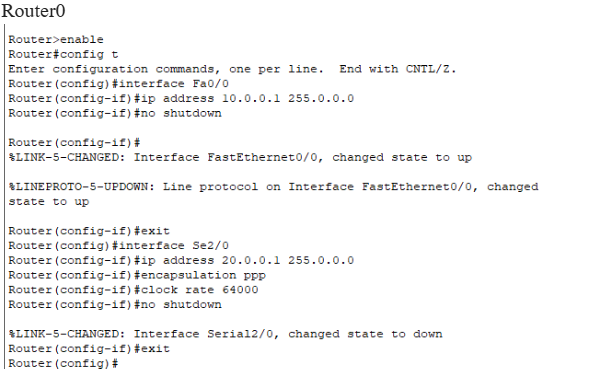 Router0
Router>enable
Router#config t
Enter configuration commands, one per line.  End with CNTL/Z.
Router(config)#interface Fa0/0
Router(config-if)#ip address 10.0.0.1 255.0.0.0
Router(config-if)#no shutdown
Router(config-if)#
%LINK-5-CHANGED: Interface FastEthernet0/0, changed state to up
%LINEPROTO-5-UPDOWN: Line protocol on Interface FastEthernet0/0, changed
state to up
Router(config-if)#exit
Router(config)#interface Se2/0
Router(config-if)#ip address 20.0.0.1 255.0.0.0
Router(config-if)#encapsulation ppp
Router(config-if)#clock rate 64000
Router(config-if)#no shutdown
%LINK-5-CHANGED: Interface Serial2/0, changed state to down
Router(config-if)#exit
Router(config)#